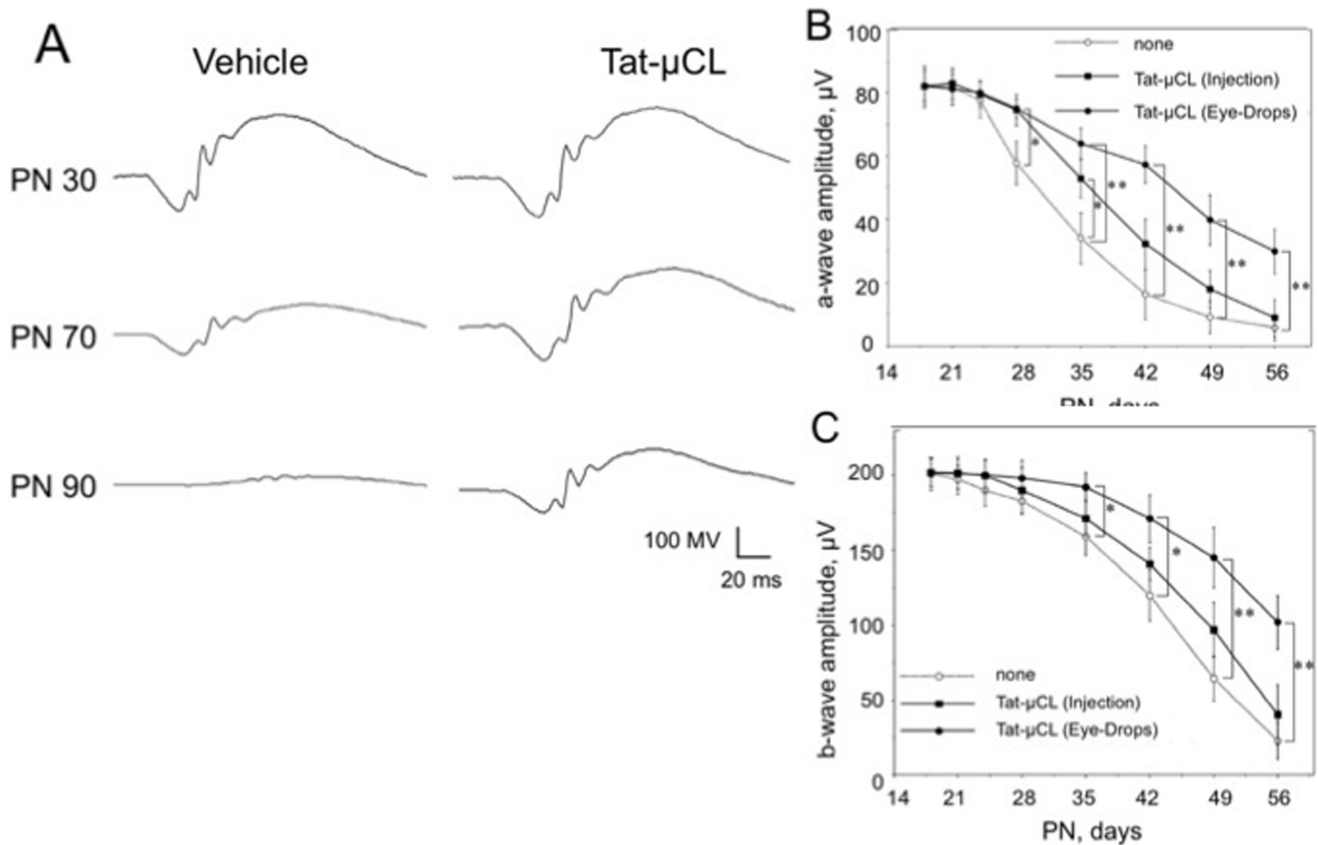 A
Vehicle
Tat-μCL
PN 30
PN 70
PN 90
100 MV
20 ms
B
a-wave amplitude, μV
100
80
60
40
20
0
none
Tat-μCL (Injection)
Tat-μCL (Eye-Drops)
*
**
*
**
**
**
14 21 28 35 42 49 56
PN, days
C
b-wave amplitude, μV
200
150
100
50
0
none
Tat-μCL (Injection)
Tat-μCL (Eye-Drops)
*
*
**
**
14 21 28 35 42 49 56
PN, days